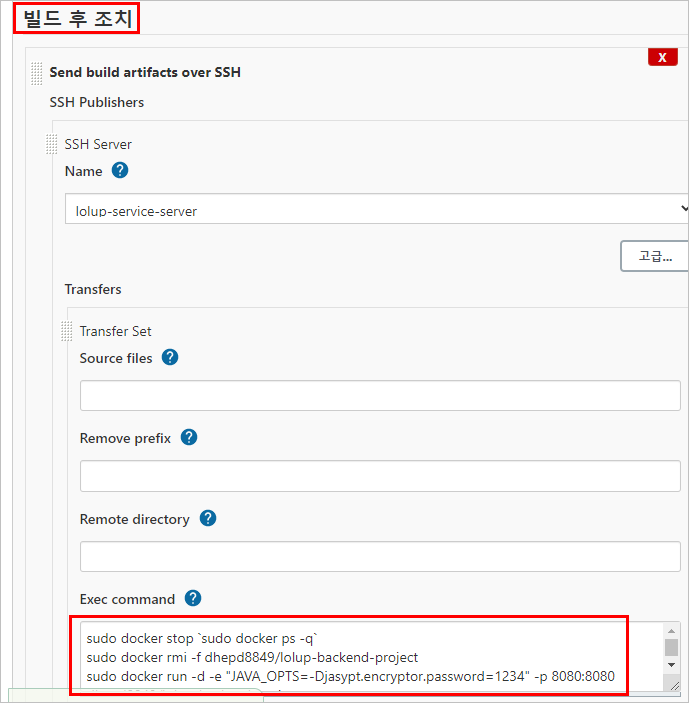 빌드 후 조치
X
Send build artifacts over SSH
SSH Publishers
SSH Server
Name ?
lolup-service-server
고급...
Transfers
Transfer Set
Source files ?
Remove prefix ?
Remote directory ?
Exec command ?
sudo docker stop `sudo docker ps -q`
sudo docker rmi -f dhepd8849/lolup-backend-project
sudo docker run -d -e "JAVA_OPTS=-Djasypt.encryptor.password=1234" -p 8080:8080